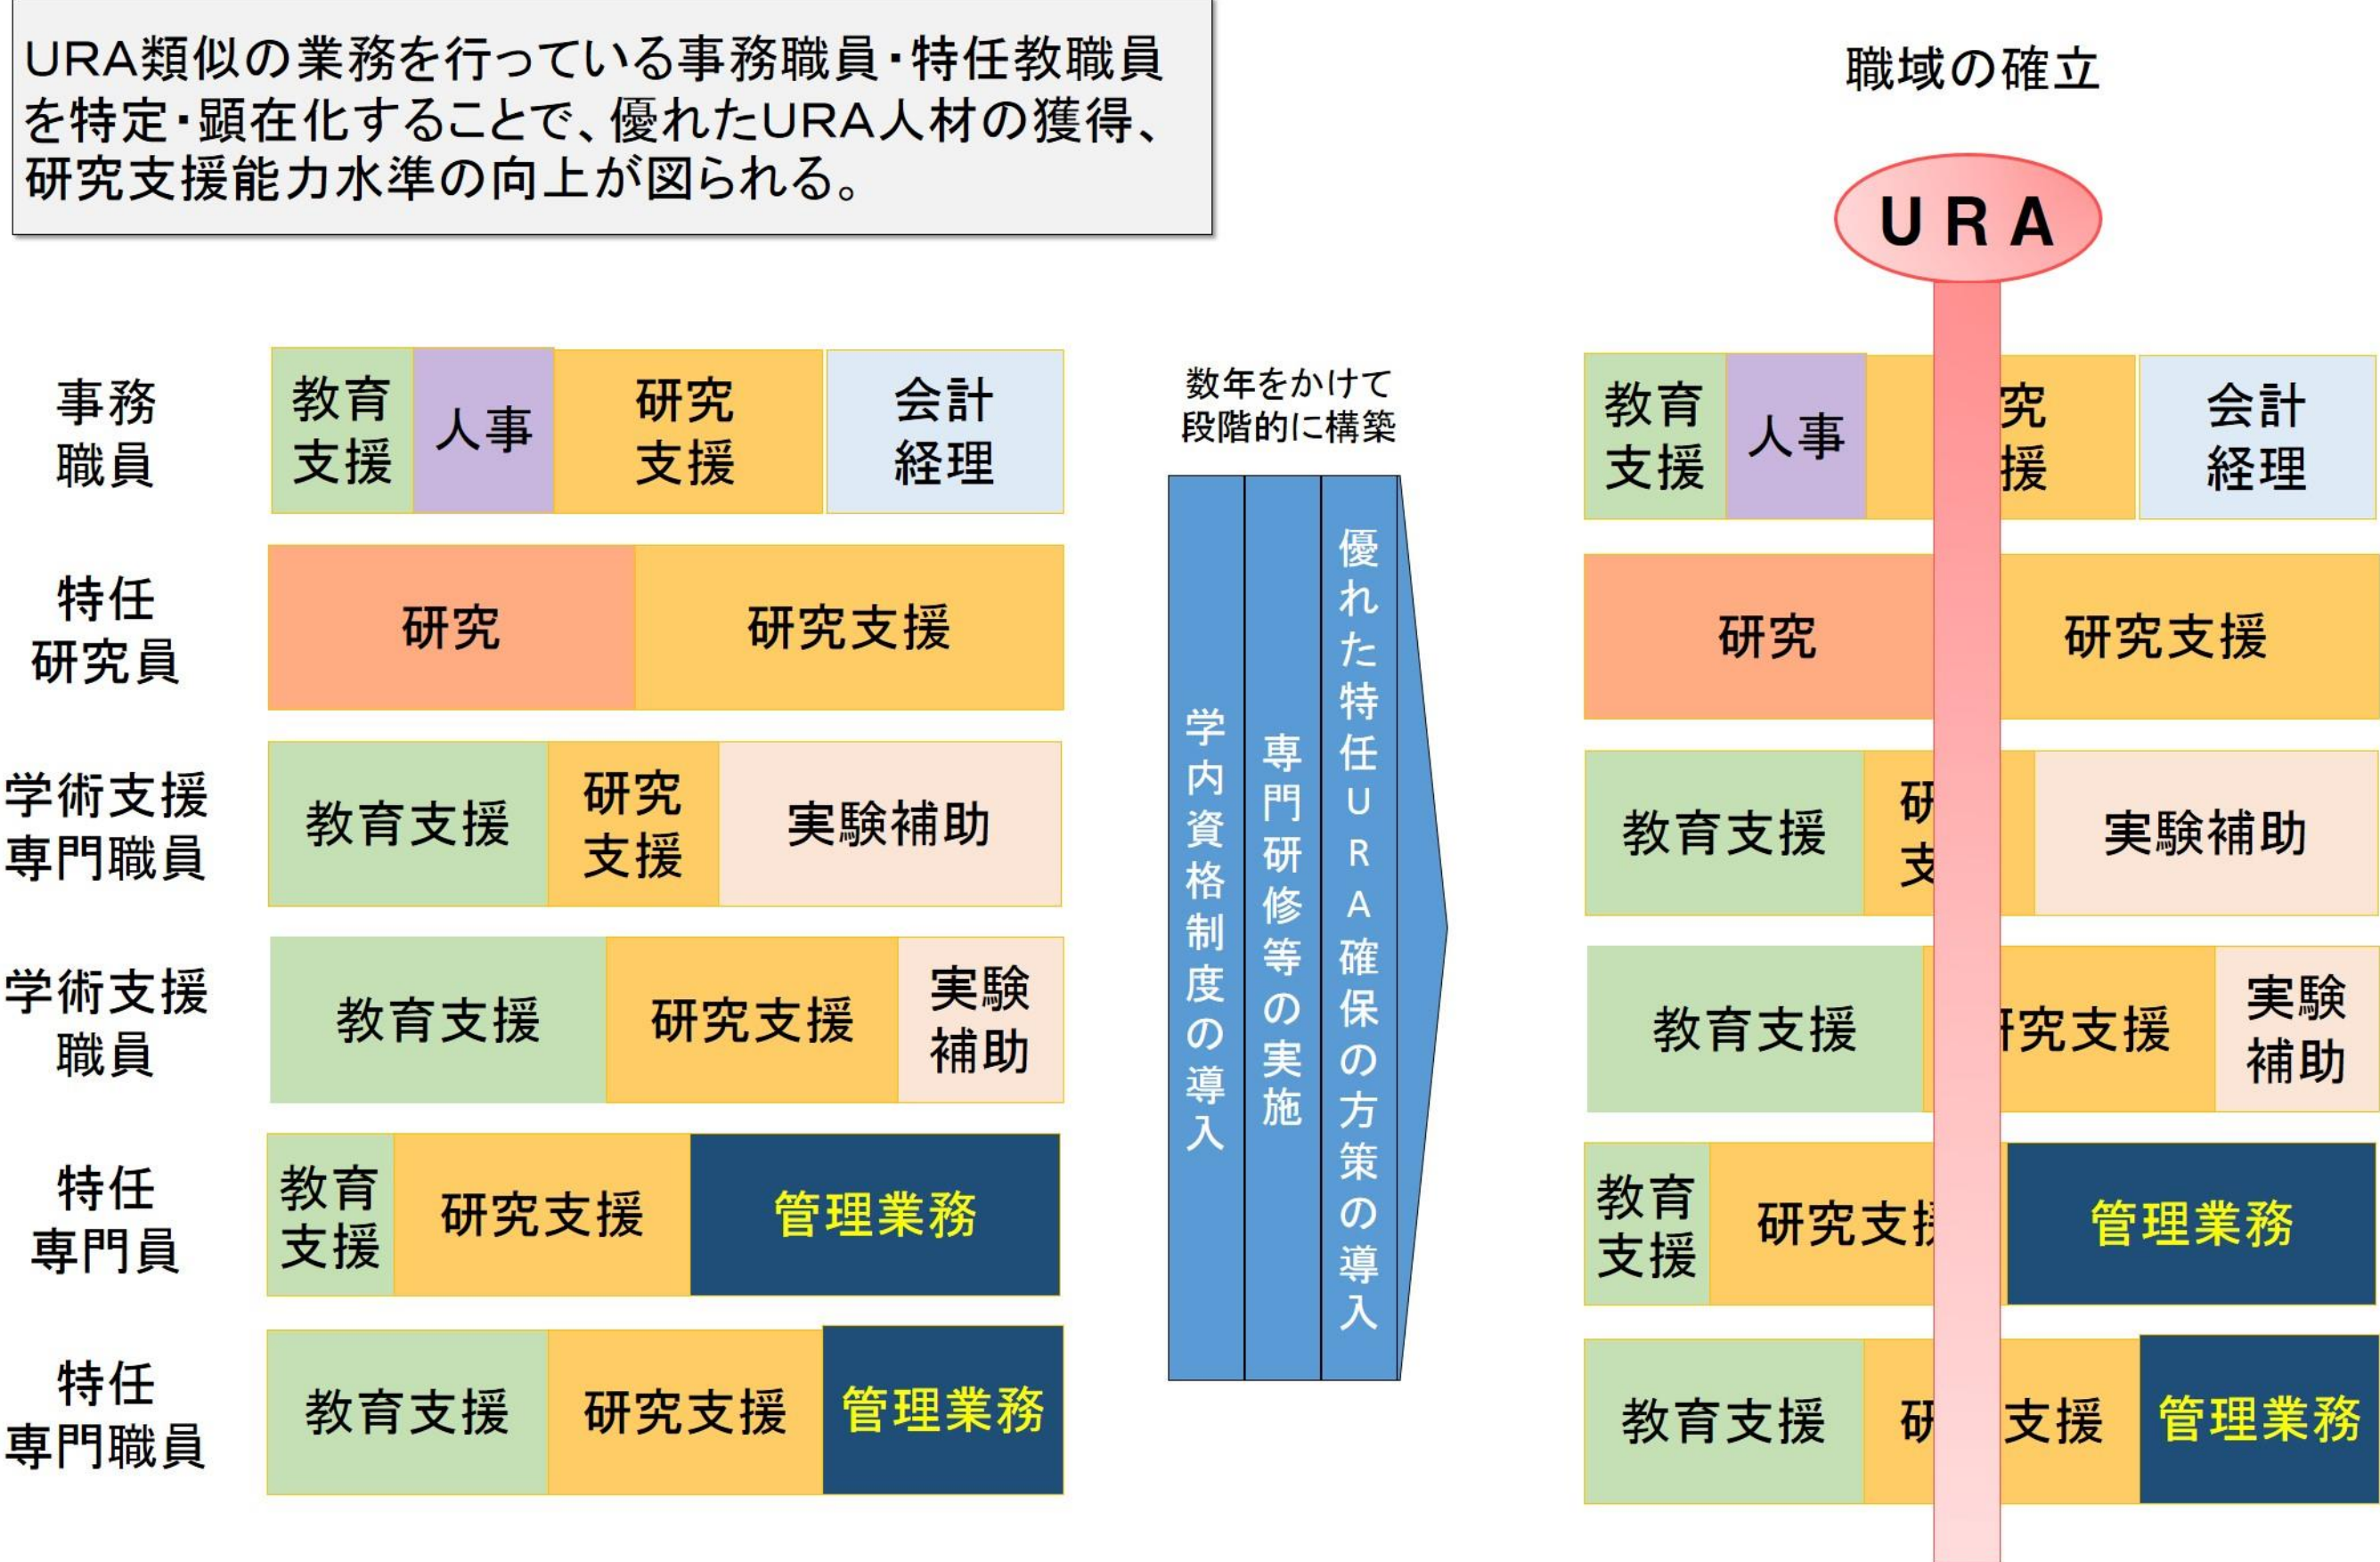 URA類似の業務を行っている事務職員・特任教職員
を特定・顕在化することで、優れたURA人材の獲得、
研究支援能力水準の向上が図られる。
職域の確立
URA
事務
職員
教育
支援
人事
研究
支援
会計
経理
特任
研究員
研究
研究支援
学術支援
専門職員
教育支援
研究
支援
実験補助
学術支援
職員
教育支援
研究支援
実験
補助
特任
専門員
教育
支援
研究支援
管理業務
特任
専門職員
教育支援
研究支援
管理業務
数年をかけて
段階的に構築
学内資格制度の導入
専門研修等の実施
優れた特任URA確保の方策の導入
教育
支援
人事
究
援
会計
経理
研究
研究支援
教育支援
研
支
実験補助
教育支援
究支援
実験
補助
教育
支援
研究支
管理業務
教育支援
研
支援
管理業務